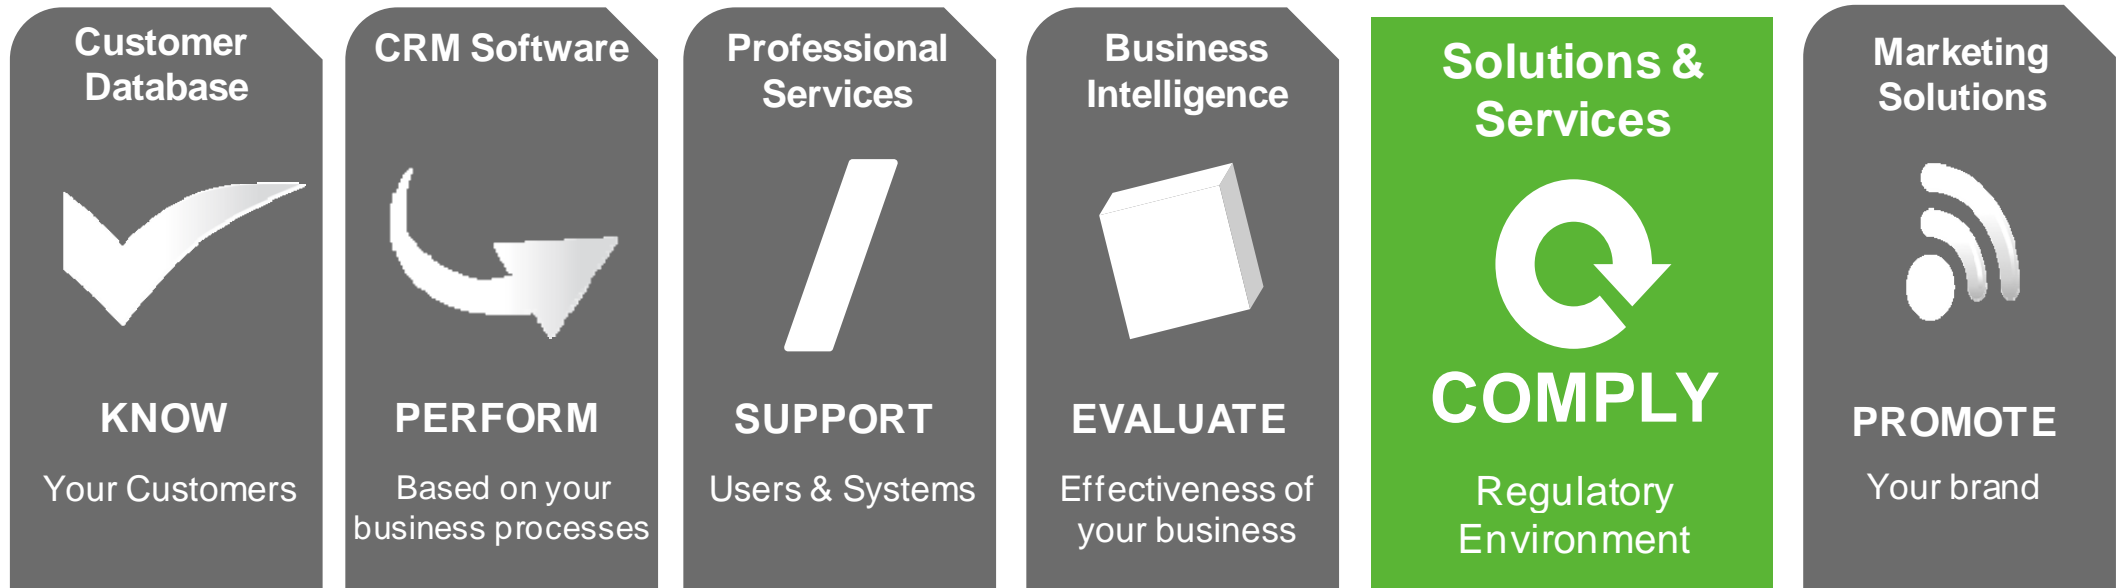 Customer
Database
KNOW
Your Customers
CRM Software
PERFORM
Based on your
business processes
Professional
Services
SUPPORT
Users & Systems
Business
Intelligence
EVALUATE
Effectiveness of
your business
Solutions &
Services
COMPLY
Regulatory
Environment
Marketing
Solutions
PROMOTE
Your brand